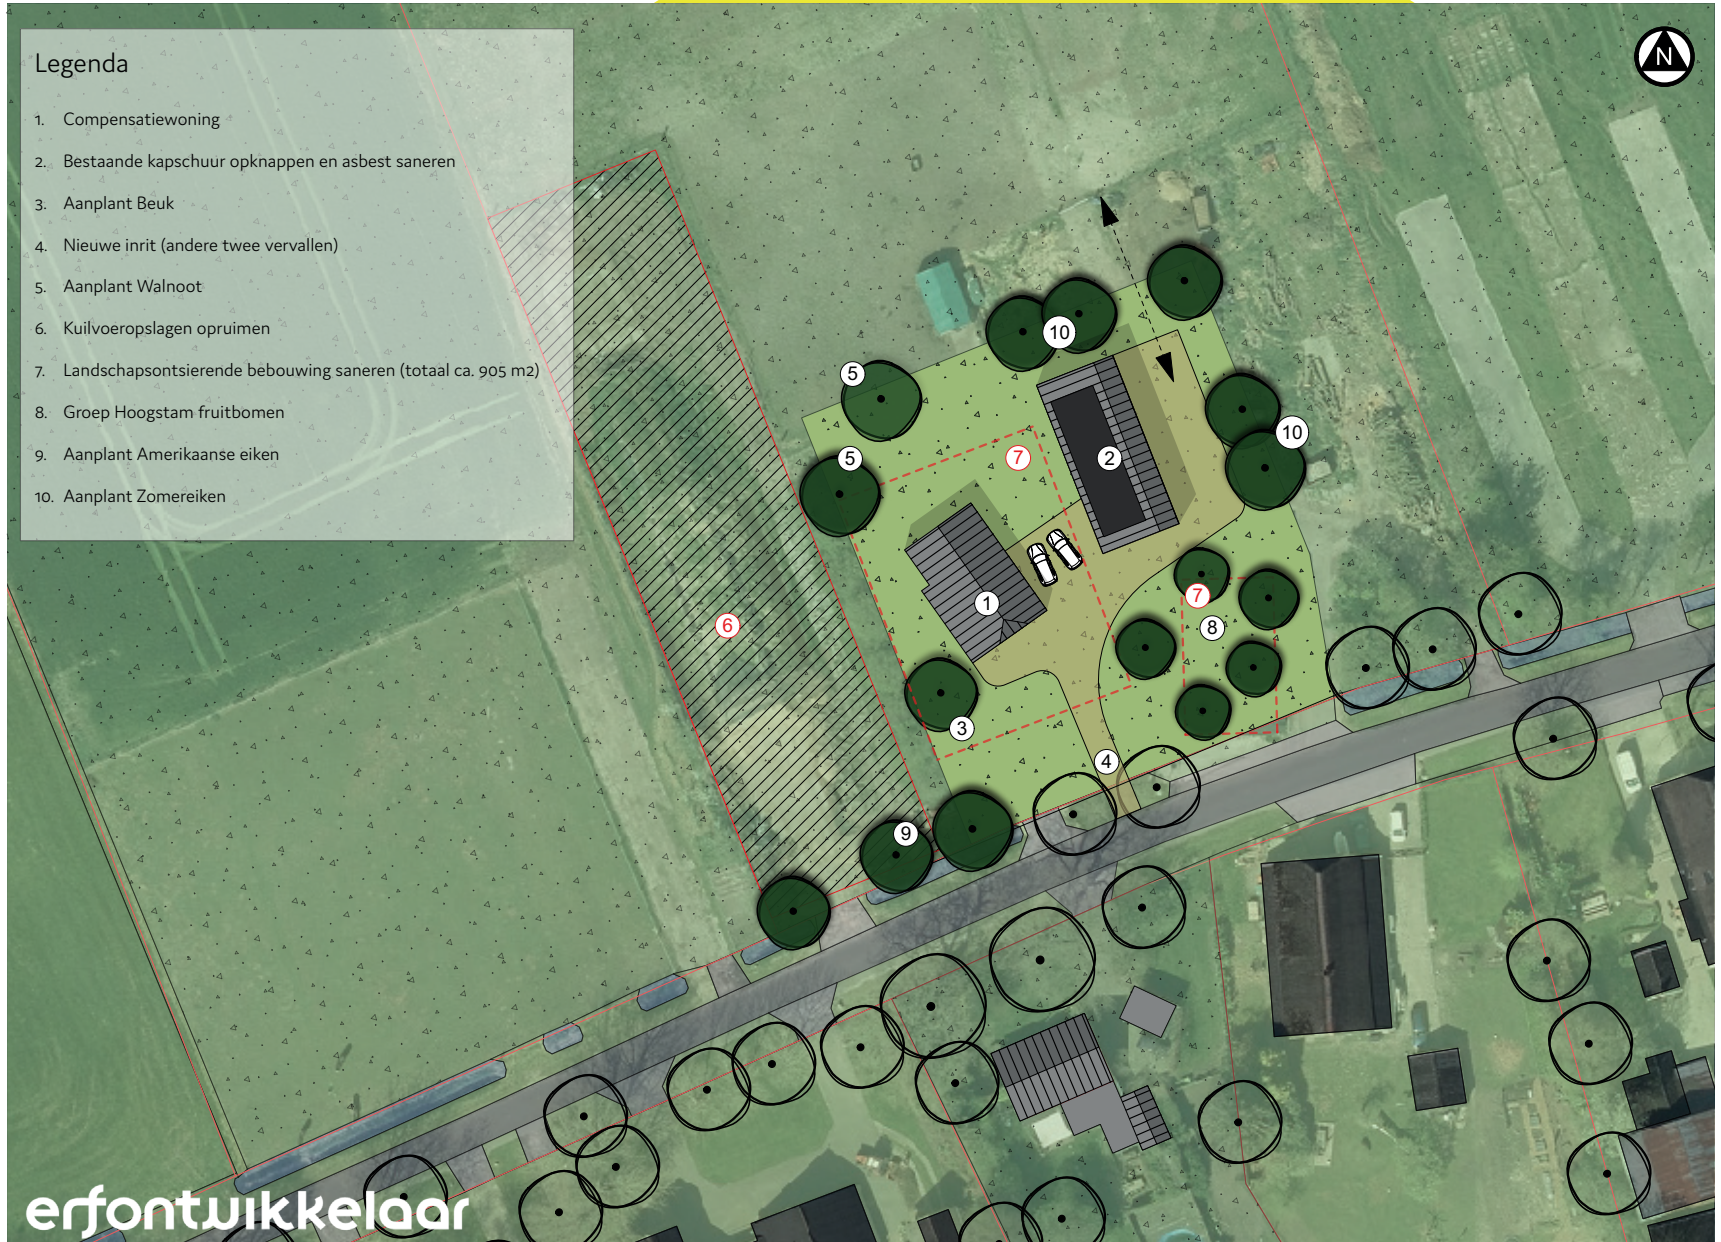 Legenda
1. Compensatiewoning
2. Bestaande kapschuur opknappen en asbest saneren
3. Aanplant Beuk
4. Nieuwe inrit (andere twee vervallen)
5. Aanplant Walnoot
6. Kuilvoeropslagen opruimen
7. Landschapsontsierende bebouwing saneren (totaal ca. 905 m2)
8. Groep Hoogstam fruitbomen
9. Aanplant Amerikaanse eiken
10. Aanplant Zomereiken
N
10
5
10
5
7
2
7
1
6
8
3
4
9
erfontwikkelaar